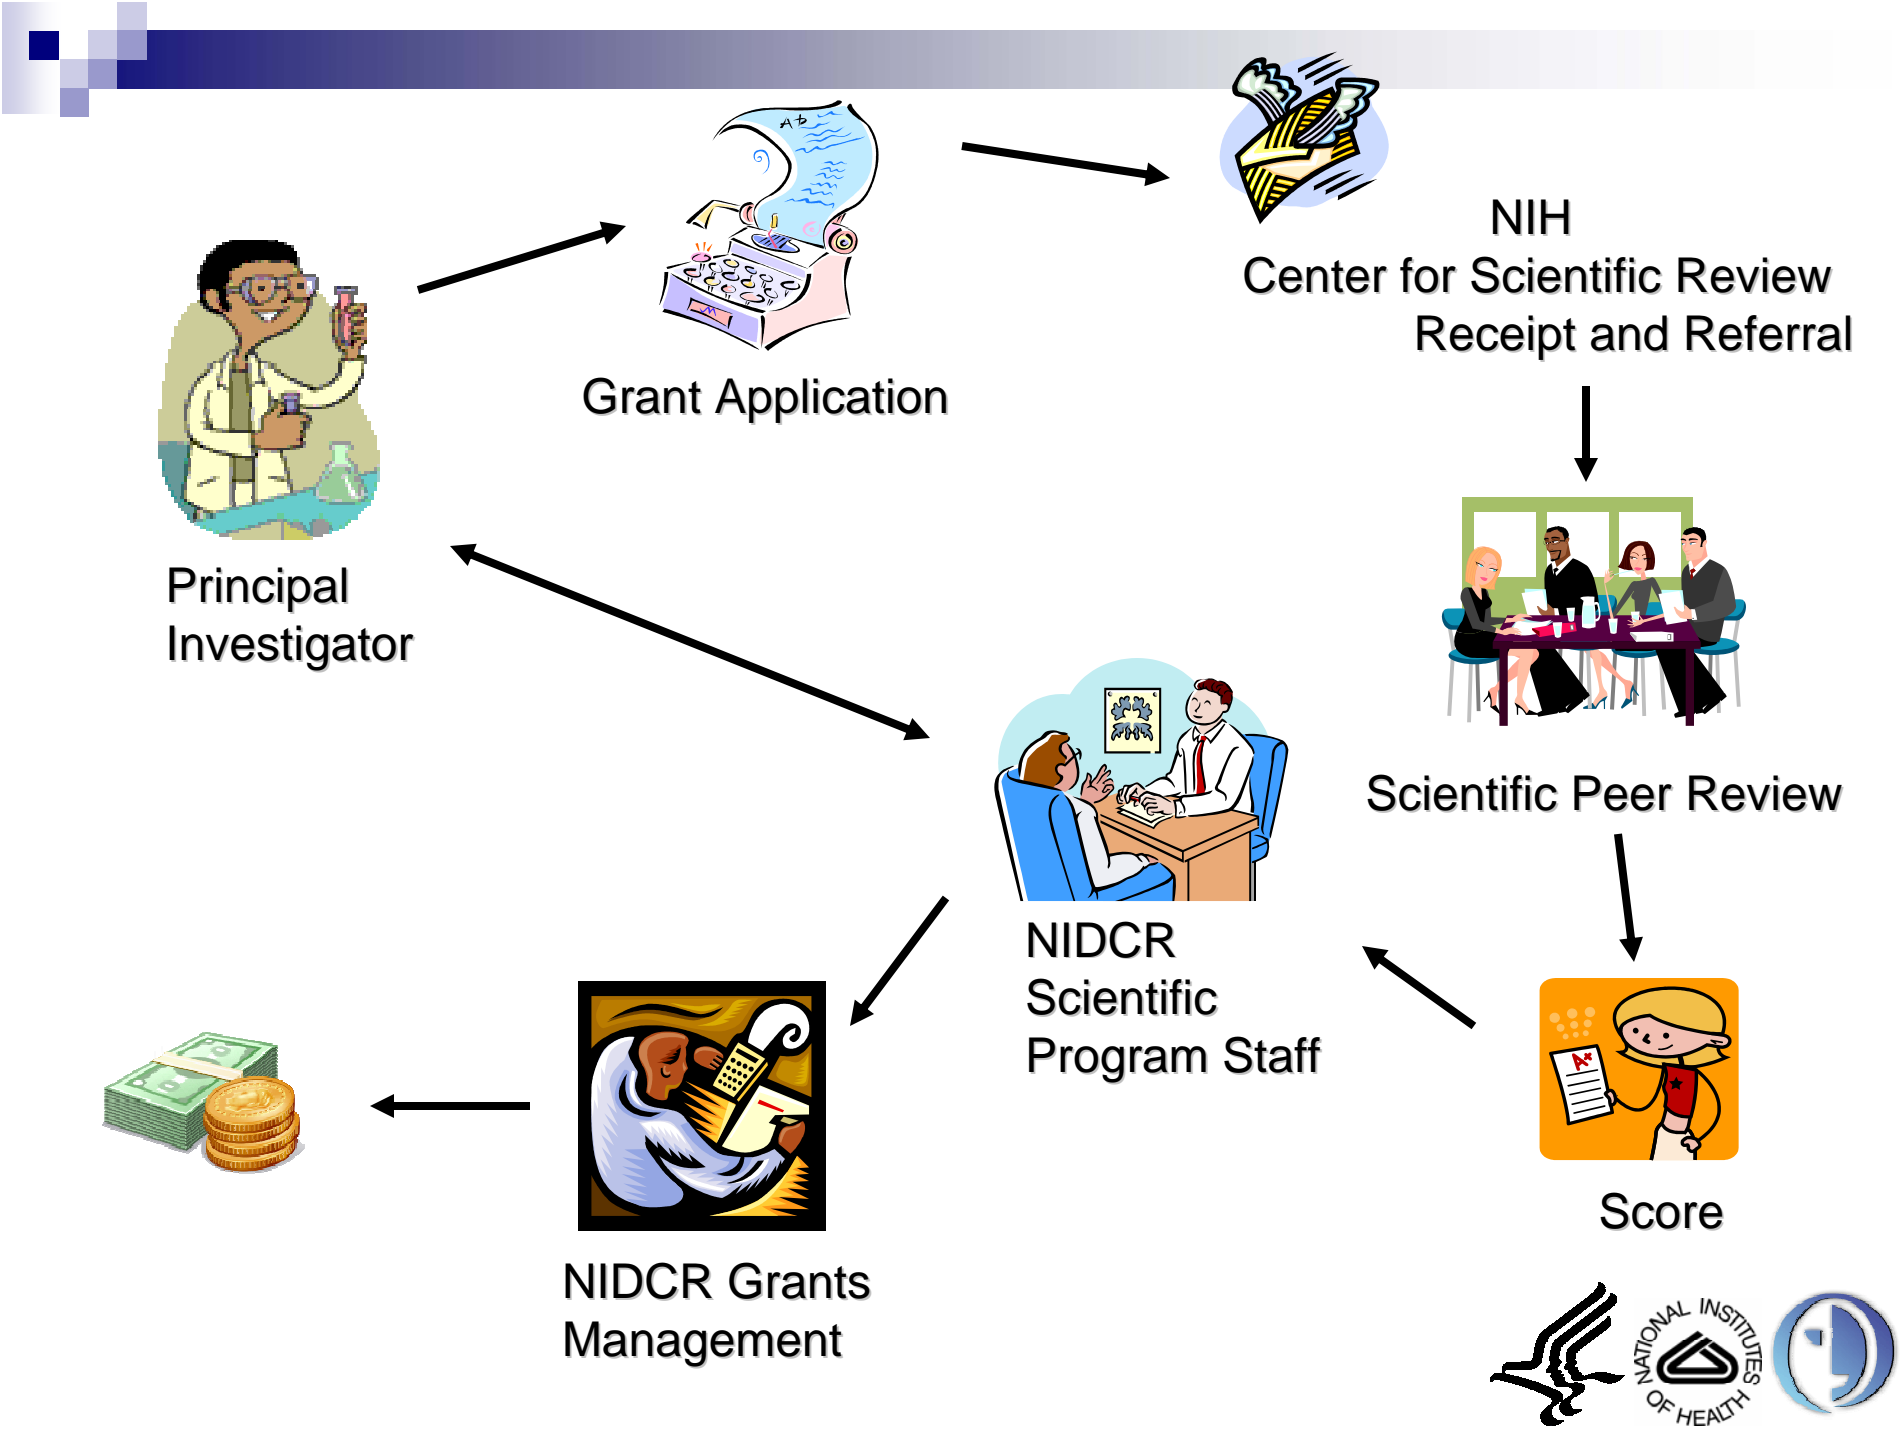 NIH
Center for Scientific Review
Receipt and Referral
Grant Application
Principal
Investigator
Scientific Peer Review
NIDCR
Scientific
Program Staff
A+
Score
NIDCR Grants
Management
NATIONAL INSTITUTES
OF HEALTH